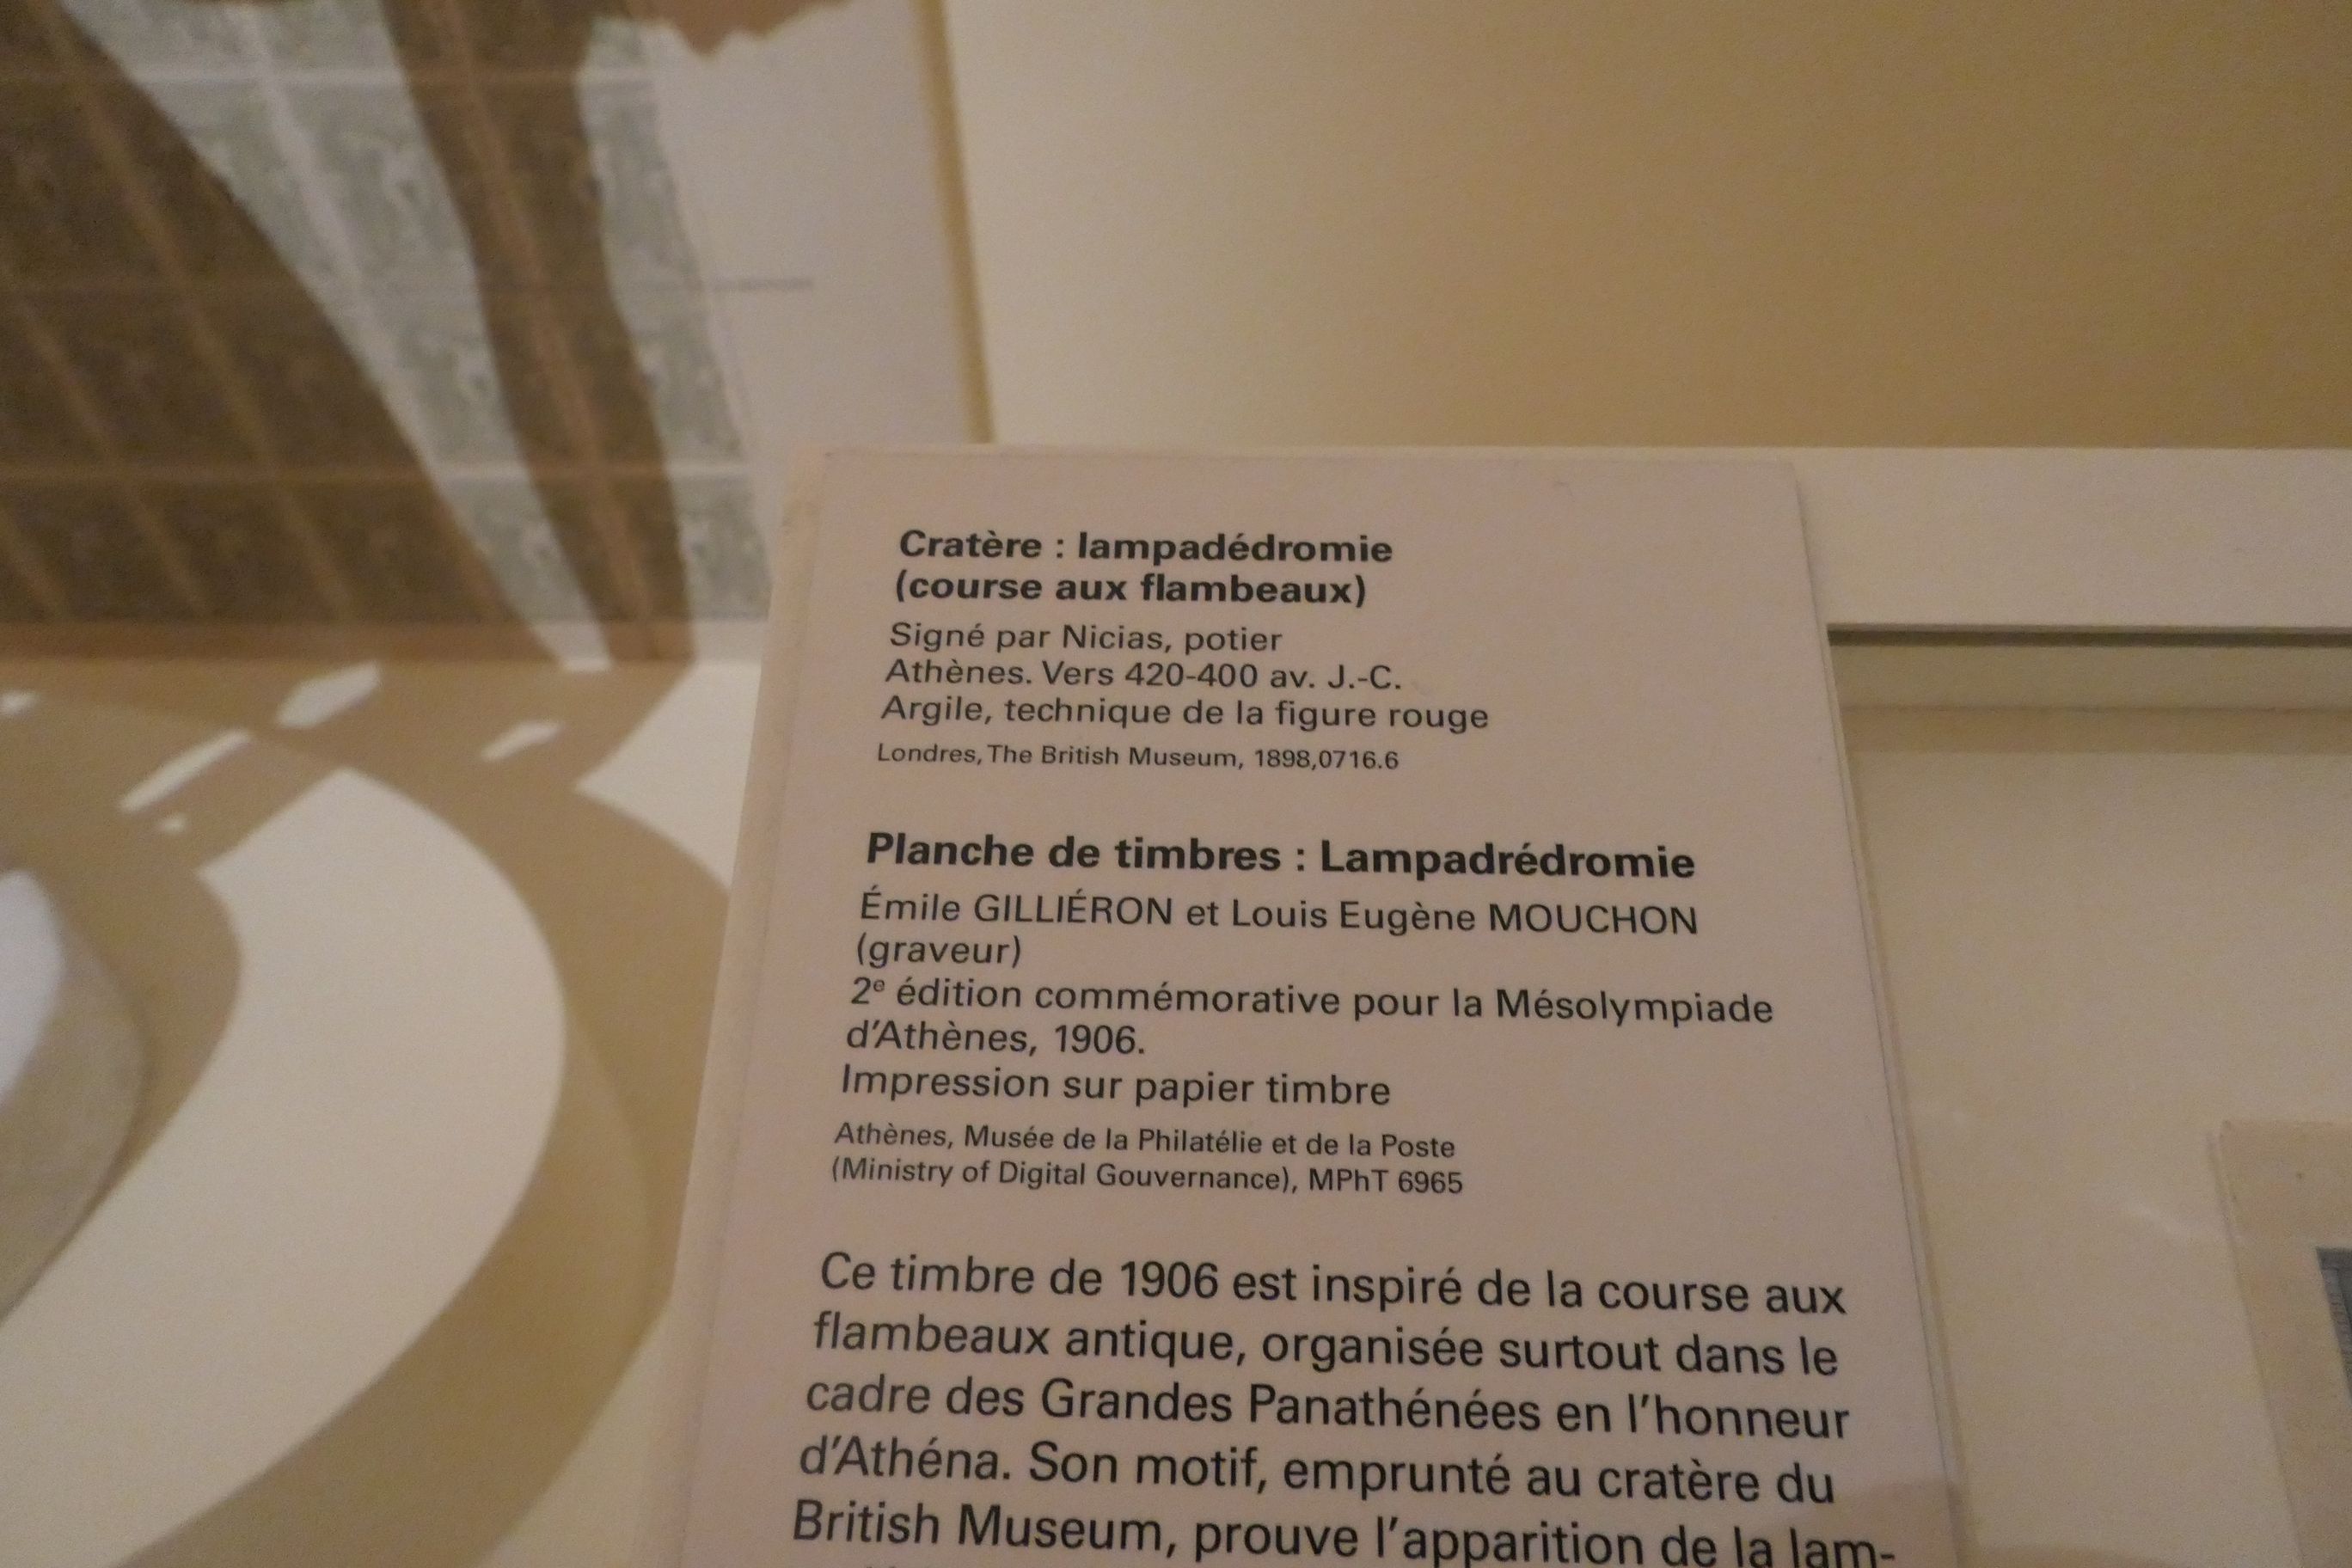 Cratère : lampadédromie
(course aux flambeaux)
Signé par Nicias, potier
Athènes. Vers 420-400 av. J.-C.
Argile, technique de la figure rouge
Londres, The British Museum, 1898,0716.6
Planche de timbres : Lampadrédromie
Émile GILLIÉRON et Louis Eugène MOUCHON
(graveur)
2e édition commémorative pour la Mésolympiade
d'Athènes, 1906.
Impression sur papier timbre
Athènes, Musée de la Philatélie et de la Poste
(Ministry of Digital Gouvernance), MPhT 6965
Ce timbre de 1906 est inspiré de la course aux
flambeaux antique, organisée surtout dans le
cadre des Grandes Panathénées en l'honneur
d'Athéna. Son motif, emprunté au cratère du
British Museum, prouve l'apparition de la lam-